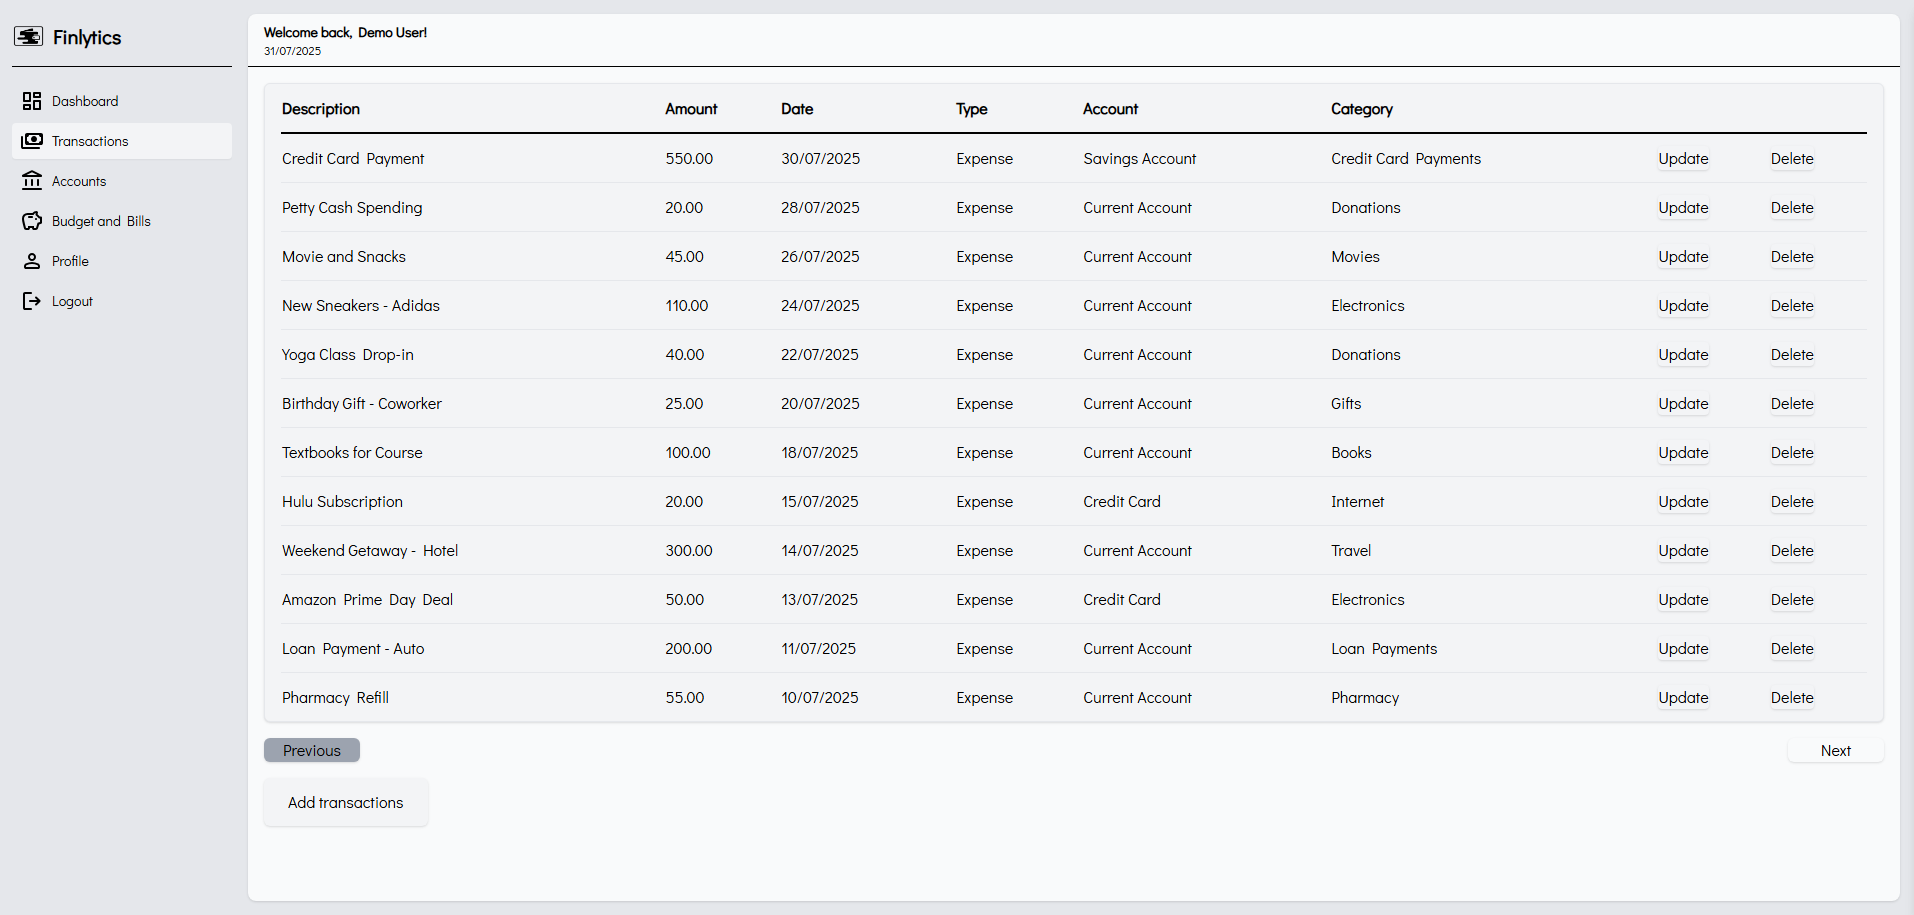 Finlytics
Dashboard
Transactions
Accounts
Budget and Bills
Profile
Logout
Welcome back, Demo User!
31/07/2025
Description Amount Date Type Account Category
Credit Card Payment 550.00 30/07/2025 Expense Savings Account Credit Card Payments Update Delete
Petty Cash Spending 20.00 28/07/2025 Expense Current Account Donations Update Delete
Movie and Snacks 45.00 26/07/2025 Expense Current Account Movies Update Delete
New Sneakers - Adidas 110.00 24/07/2025 Expense Current Account Electronics Update Delete
Yoga Class Drop-in 40.00 22/07/2025 Expense Current Account Donations Update Delete
Birthday Gift - Coworker 25.00 20/07/2025 Expense Current Account Gifts Update Delete
Textbooks for Course 100.00 18/07/2025 Expense Current Account Books Update Delete
Hulu Subscription 20.00 15/07/2025 Expense Credit Card Internet Update Delete
Weekend Getaway - Hotel 300.00 14/07/2025 Expense Current Account Travel Update Delete
Amazon Prime Day Deal 50.00 13/07/2025 Expense Credit Card Electronics Update Delete
Loan Payment - Auto 200.00 11/07/2025 Expense Current Account Loan Payments Update Delete
Pharmacy Refill 55.00 10/07/2025 Expense Current Account Pharmacy Update Delete
Previous Next
Add transactions